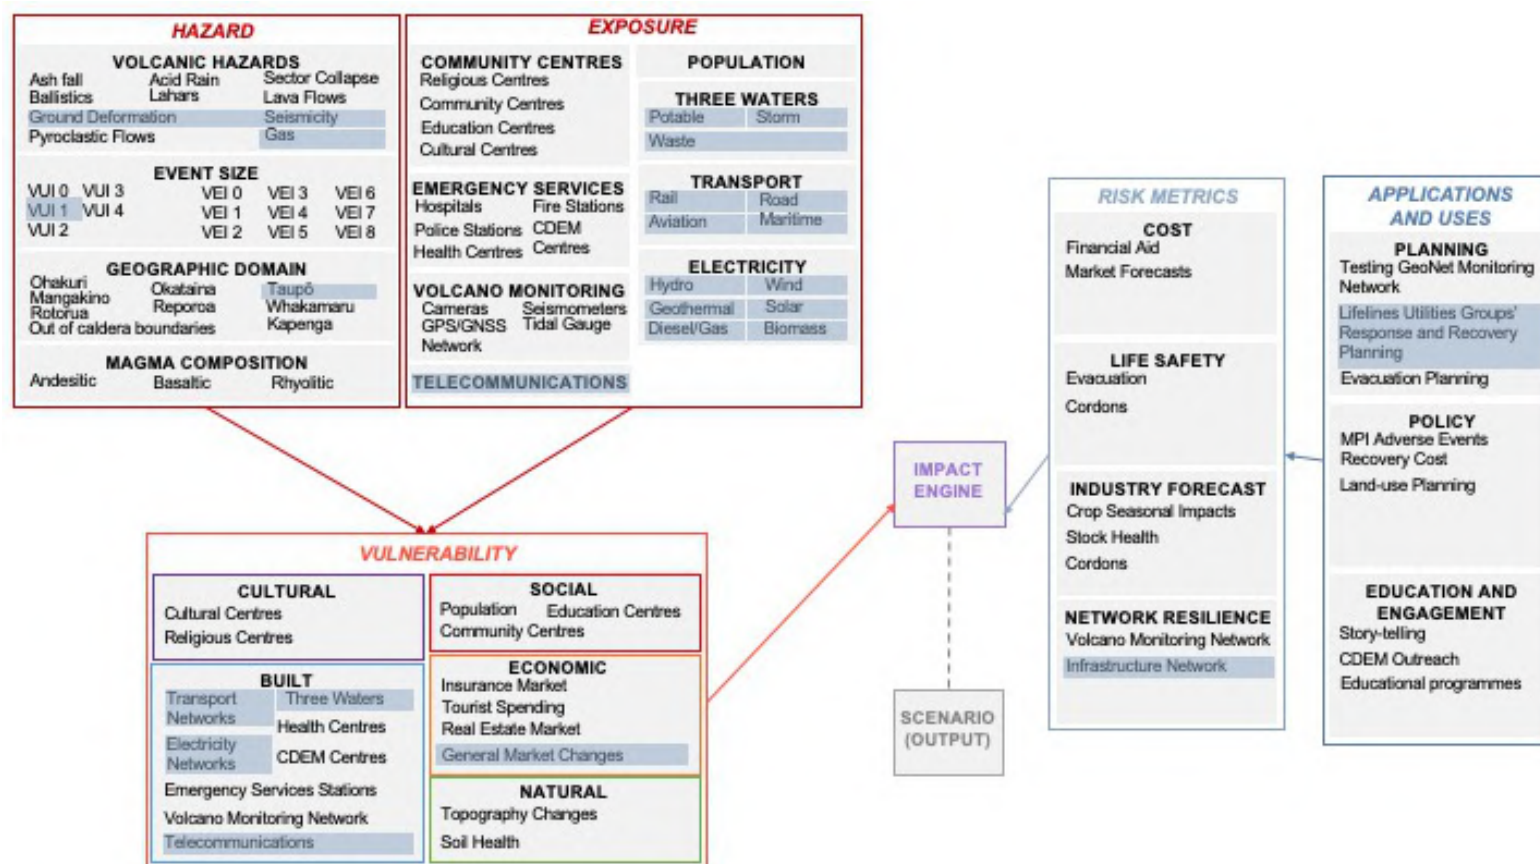 HAZARD
VOLCANIC HAZARDS
Ash fall Acid Rain Sector Collapse
Ballistics Lahars Lava Flows
Ground Deformation Seismicity
Pyroclastic Flows Gas
EVENT SIZE
VUI 0 VUI 3 VEI 0 VEI 3 VEI 6
VUI 1 VUI 4 VEI 1 VEI 4 VEI 7
VUI 2 VEI 2 VEI 5 VEI 8
GEOGRAPHIC DOMAIN
Ohakuri Okataina Taupō
Mangakino Reporoa Whakamaru
Rotorua Kapenga
Out of caldera boundaries
MAGMA COMPOSITION
Andesitic Basaltic Rhyolitic
EXPOSURE
COMMUNITY CENTRES
Religious Centres
Community Centres
Education Centres
Cultural Centres
EMERGENCY SERVICES
Hospitals Fire Stations
Police Stations CDEM
Health Centres Centres
VOLCANO MONITORING
Cameras Seismometers
GPS/GNSS Tidal Gauge
Network
TELECOMMUNICATIONS
POPULATION
THREE WATERS
Potable Storm
Waste
TRANSPORT
Rail Road
Aviation Maritime
ELECTRICITY
Hydro Wind
Geothermal Solar
Diesel/Gas Biomass
VULNERABILITY
CULTURAL
Cultural Centres
Religious Centres
SOCIAL
Population Education Centres
Community Centres
BUILT
Transport Three Waters
Networks
Health Centres
Electricity
Networks CDEM Centres
Emergency Services Stations
Volcano Monitoring Network
Telecommunications
ECONOMIC
Insurance Market
Tourist Spending
Real Estate Market
General Market Changes
NATURAL
Topography Changes
Soil Health
IMPACT
ENGINE
SCENARIO
(OUTPUT)
RISK METRICS
COST
Financial Aid
Market Forecasts
LIFE SAFETY
Evacuation
Cordons
INDUSTRY FORECAST
Crop Seasonal Impacts
Stock Health
Cordons
NETWORK RESILIENCE
Volcano Monitoring Network
Infrastructure Network
APPLICATIONS
AND USES
PLANNING
Testing GeoNet Monitoring
Network
Lifelines Utilities Groups'
Response and Recovery
Planning
Evacuation Planning
POLICY
MPI Adverse Events
Recovery Cost
Land-use Planning
EDUCATION AND
ENGAGEMENT
Story-telling
CDEM Outreach
Educational programmes